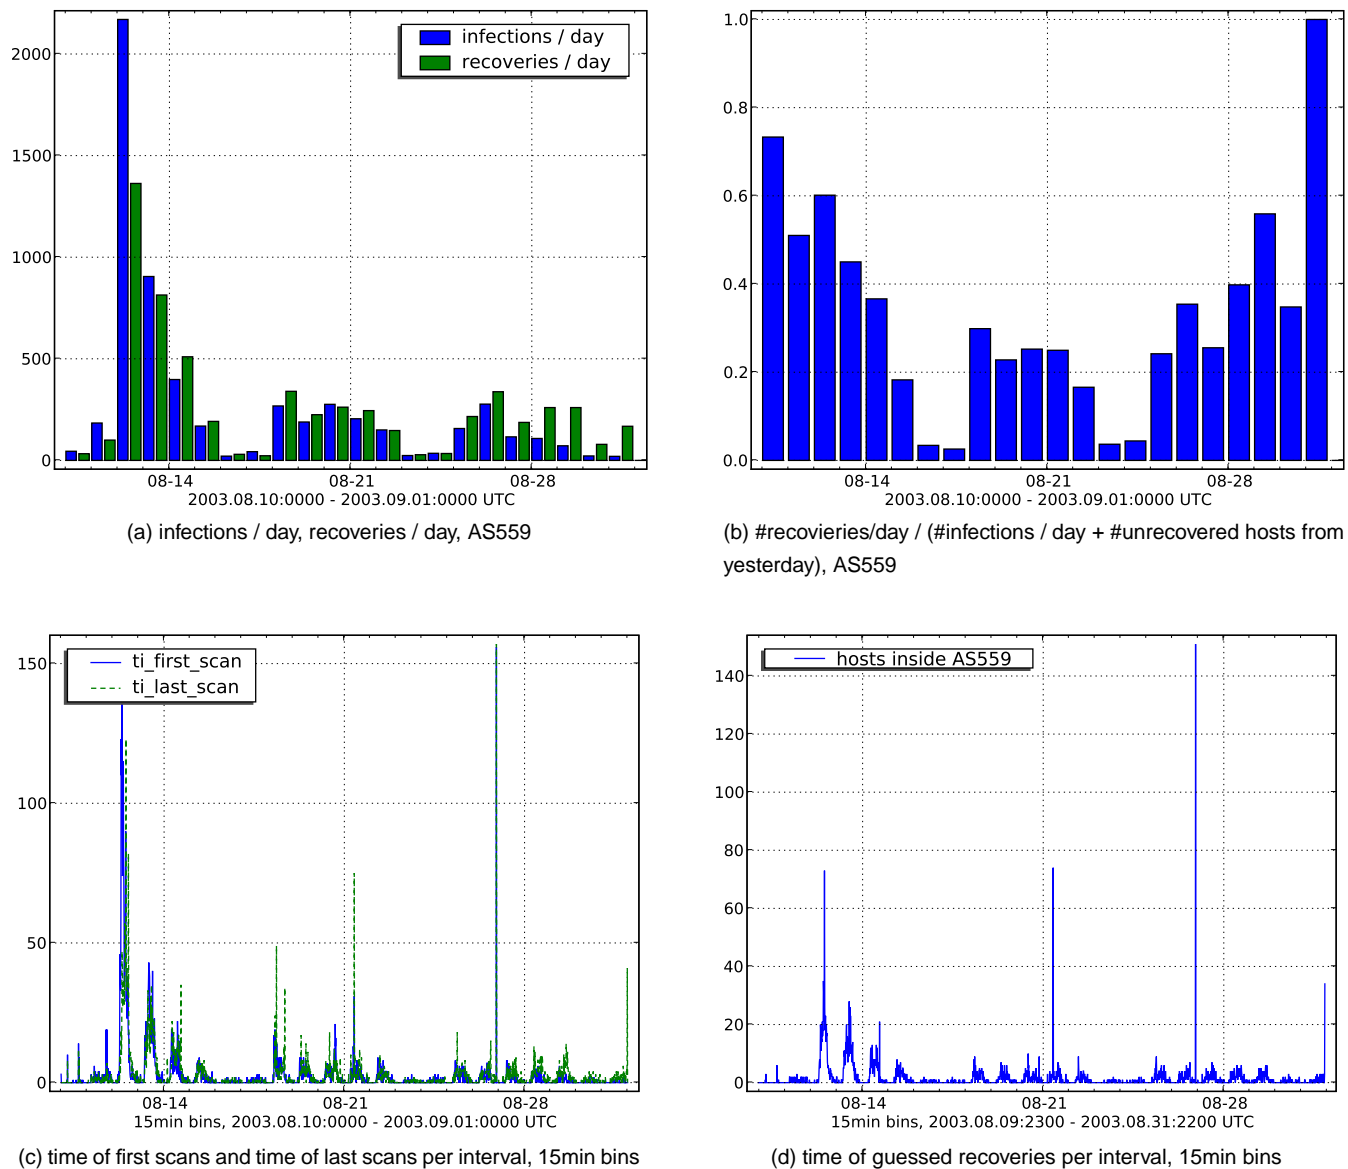 infections / day
recoveries / day
2000
1500
1000
500
0
08-14 08-21 08-28
2003.08.10:0000 - 2003.09.01:0000 UTC
(a) infections / day, recoveries / day, AS559
1.0
0.8
0.6
0.4
0.2
0.0
08-14 08-21 08-28
2003.08.10:0000 - 2003.09.01:0000 UTC
(b) #recovieries/day / (#infections / day + #unrecovered hosts from
yesterday), AS559
ti_first_scan
ti_last_scan
150
100
50
0
08-14 08-21 08-28
15min bins, 2003.08.10:0000 - 2003.09.01:0000 UTC
(c) time of first scans and time of last scans per interval, 15min bins
hosts inside AS559
140
120
100
80
60
40
20
0
08-14 08-21 08-28
15min bins, 2003.08.09:2300 - 2003.08.31:2200 UTC
(d) time of guessed recoveries per interval, 15min bins